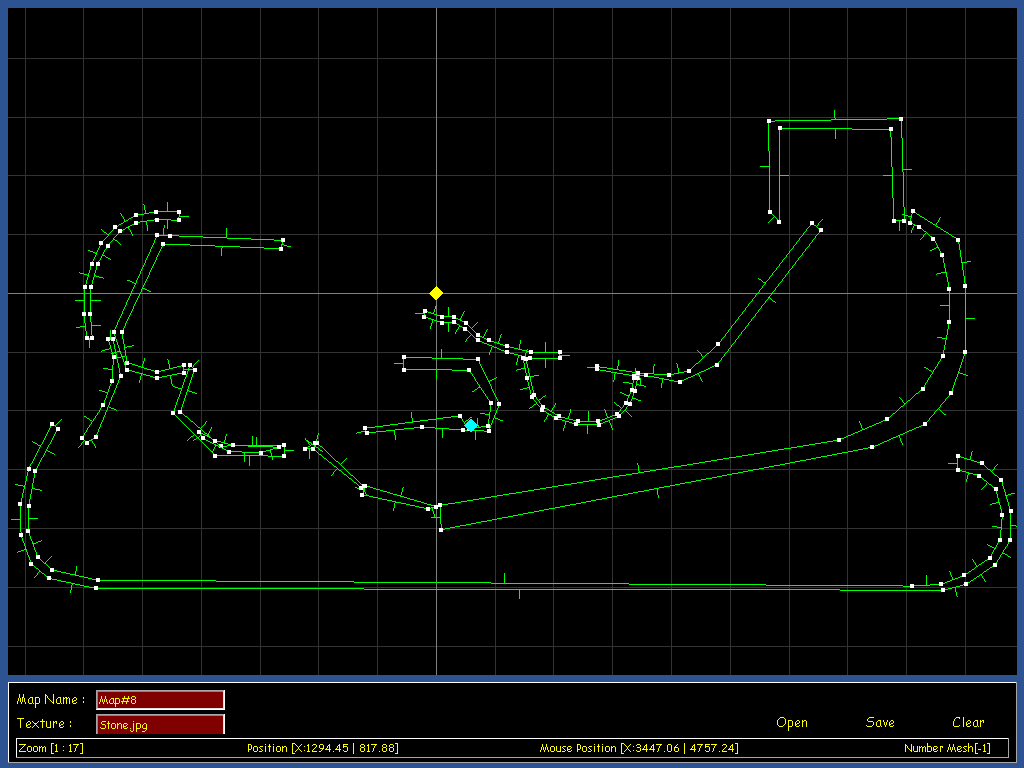 Map Name : Map#8
Texture : Stone.jpg
Open Save Clear
Zoom [1 : 17] Position [X:1294.45 | 817.88] Mouse Position [X:3447.06 | 4757.24] Number Mesh[-1]